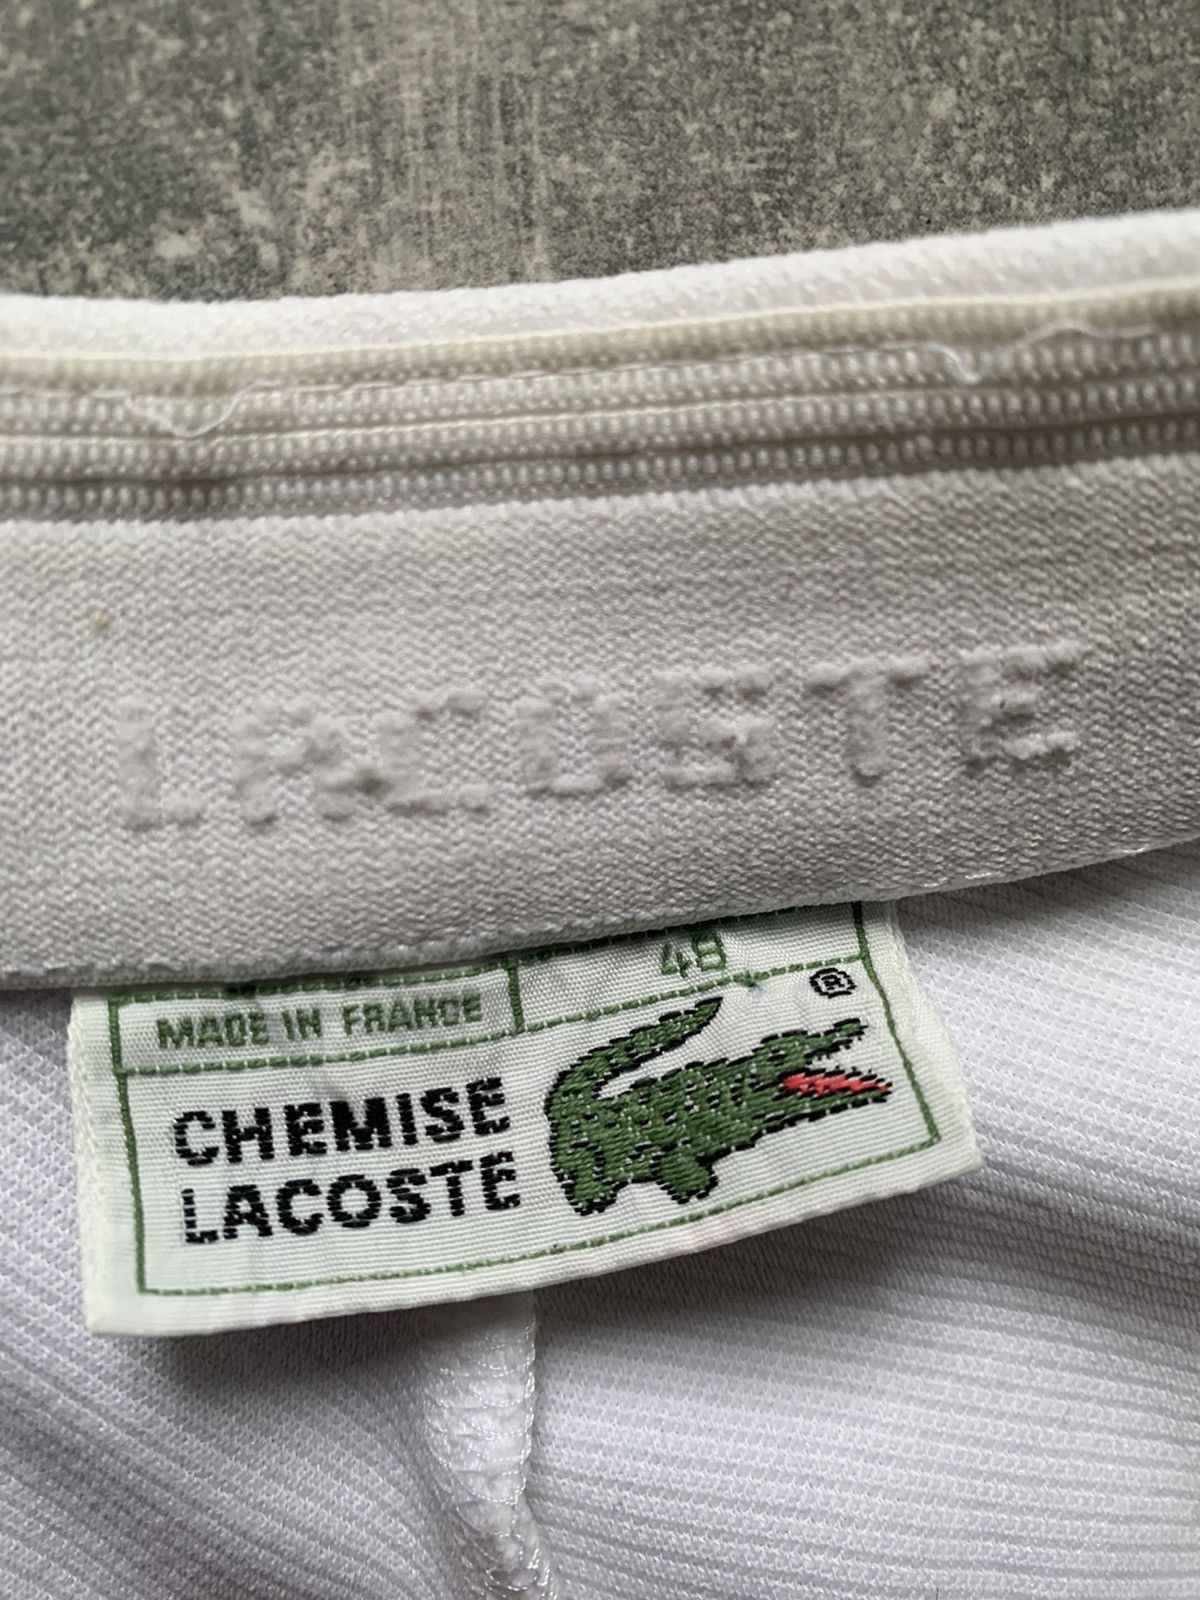 LACOSTE
48
MADE IN FRANCE
®
CHEMISE
LACOSTE